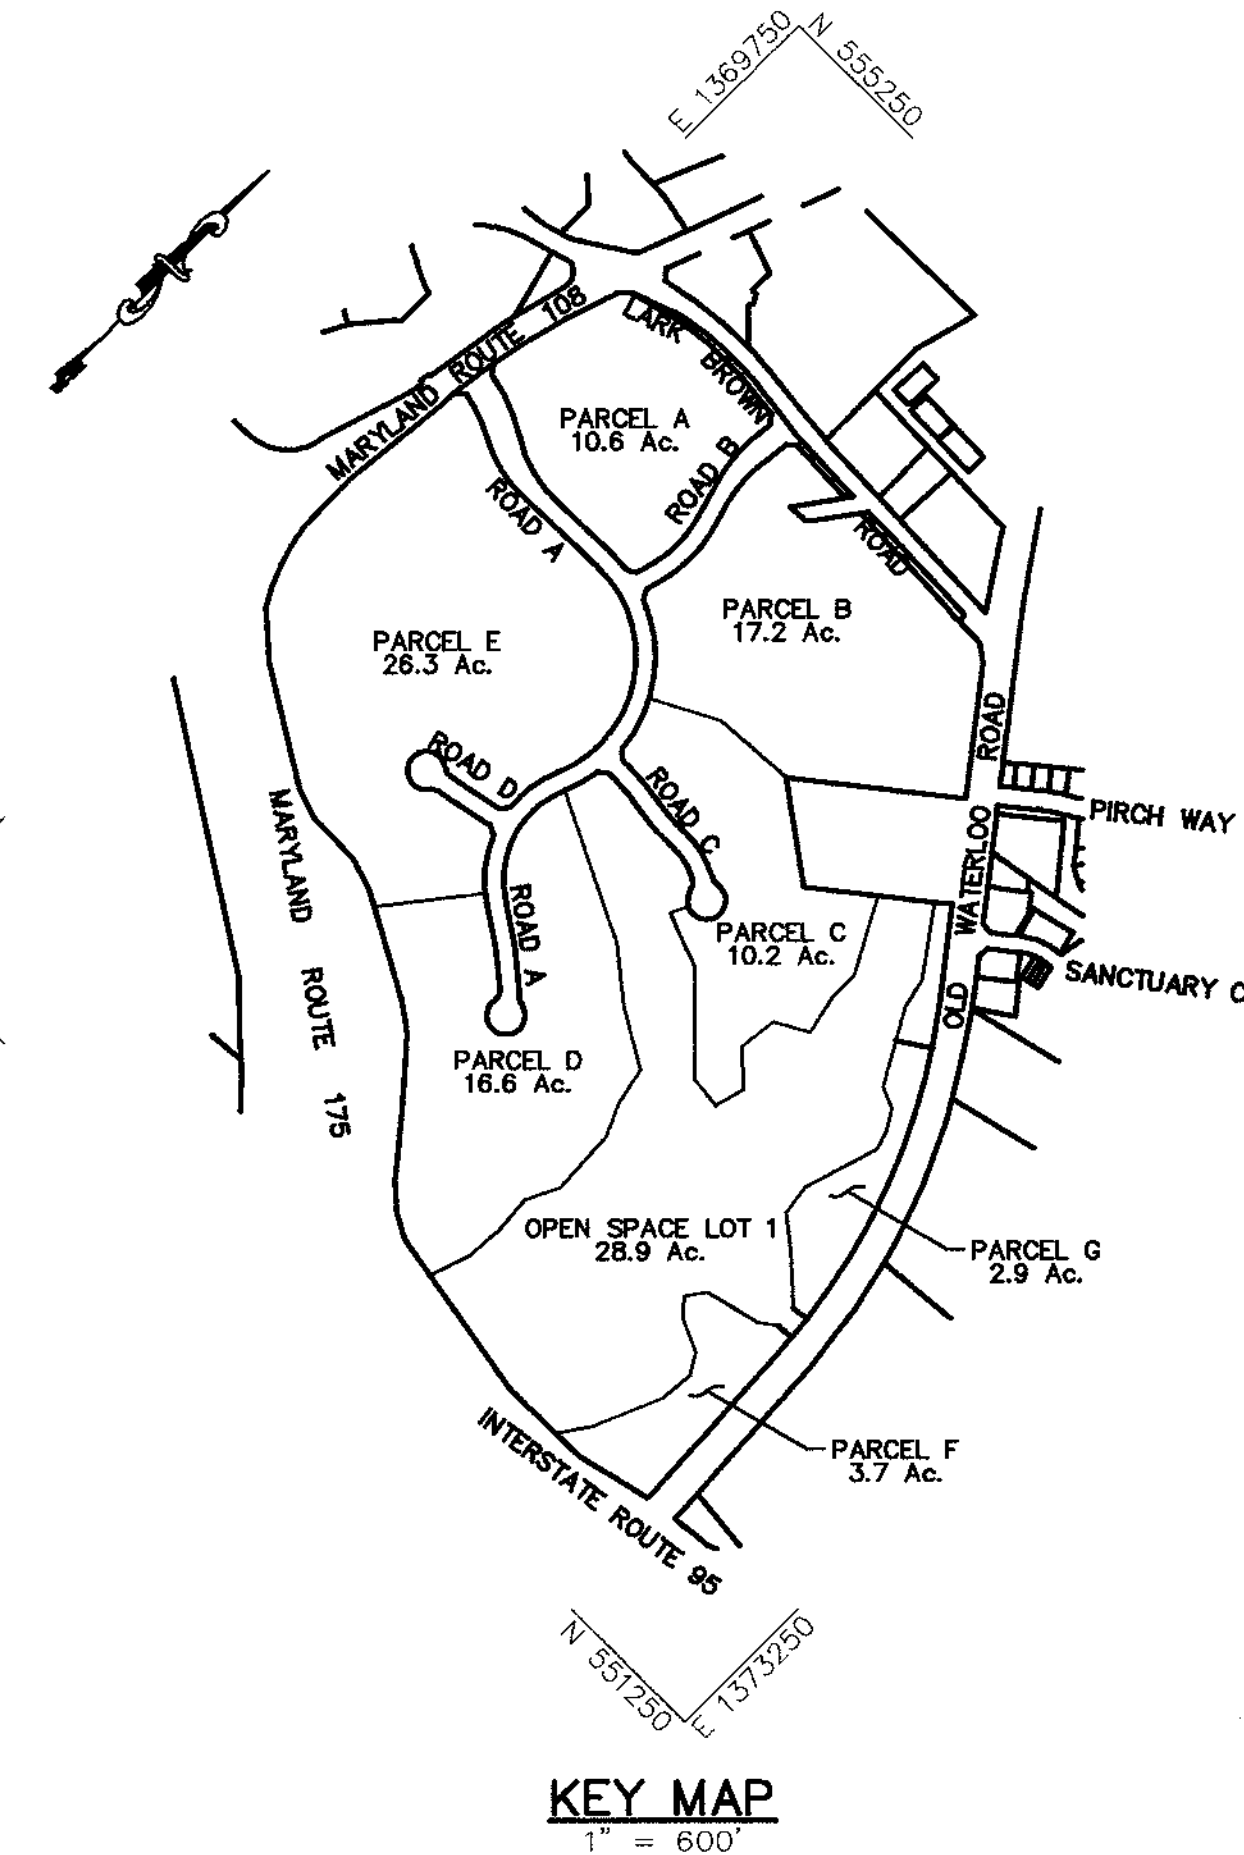 E 1369750
N 555250
MARYLAND ROUTE 108
LARK BROWN ROAD
PARCEL A
10.6 Ac.
ROAD B
ROAD A
PARCEL B
17.2 Ac.
PARCEL E
26.3 Ac.
ROAD D
ROAD C
OLD WATERLOO ROAD
PIRCH WAY
MARYLAND ROUTE 175
ROAD A
PARCEL C
10.2 Ac.
SANCTUARY C
PARCEL D
16.6 Ac.
OPEN SPACE LOT 1
28.9 Ac.
PARCEL G
2.9 Ac.
PARCEL F
3.7 Ac.
INTERSTATE ROUTE 95
N 551250
E 1373250
KEY MAP
1" = 600'